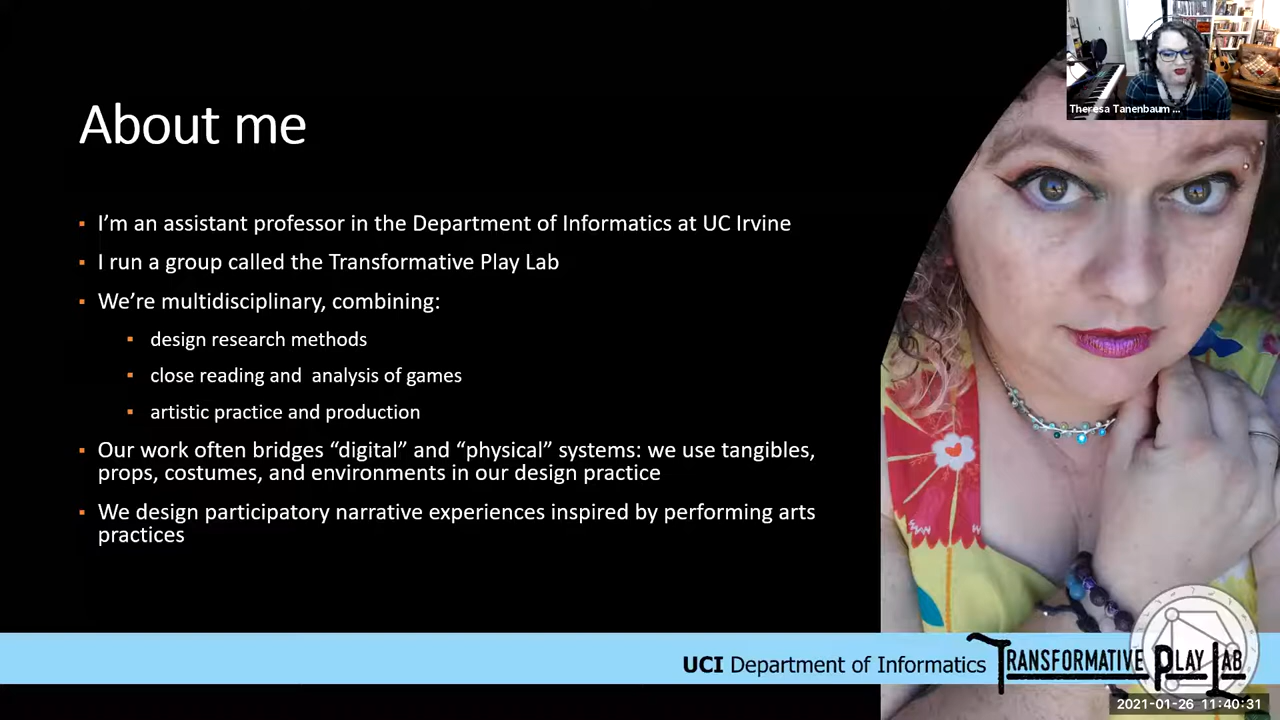 Theresa Tanenbaum ...
About me
I'm an assistant professor in the Department of Informatics at UC Irvine
I run a group called the Transformative Play Lab
We're multidisciplinary, combining:
design research methods
close reading and  analysis of games
artistic practice and production
Our work often bridges “digital” and “physical” systems: we use tangibles,
props, costumes, and environments in our design practice
We design participatory narrative experiences inspired by performing arts
practices
UCI Department of Informatics
TRANSFORMATIVE PLAY LAB
2021-01-26 11:40:31